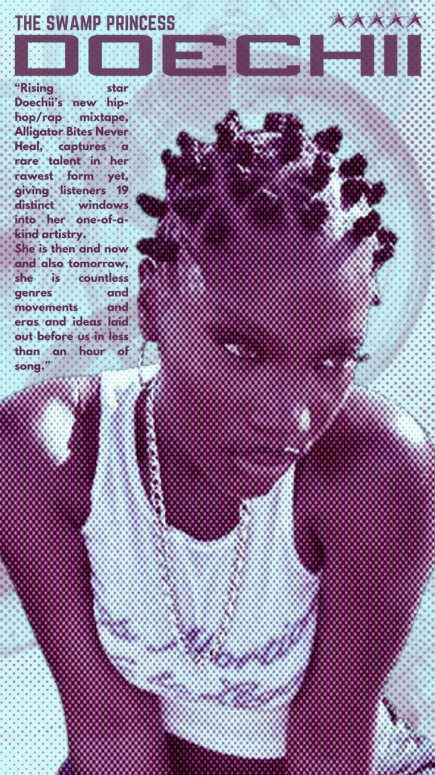 THE SWAMP PRINCESS
DOECHII
“Rising star
Doechii’s new hip-
hop/rap mixtape,
Alligator Bites Never
Heal, captures a
rare talent in her
rawest form yet,
giving listeners 19
distinct windows
into her one-of-a-
kind artistry.
She is then and now
and also tomorrow,
she is countless
genres and
movements and
eras and ideas laid
out before us in less
than an hour of
song.”